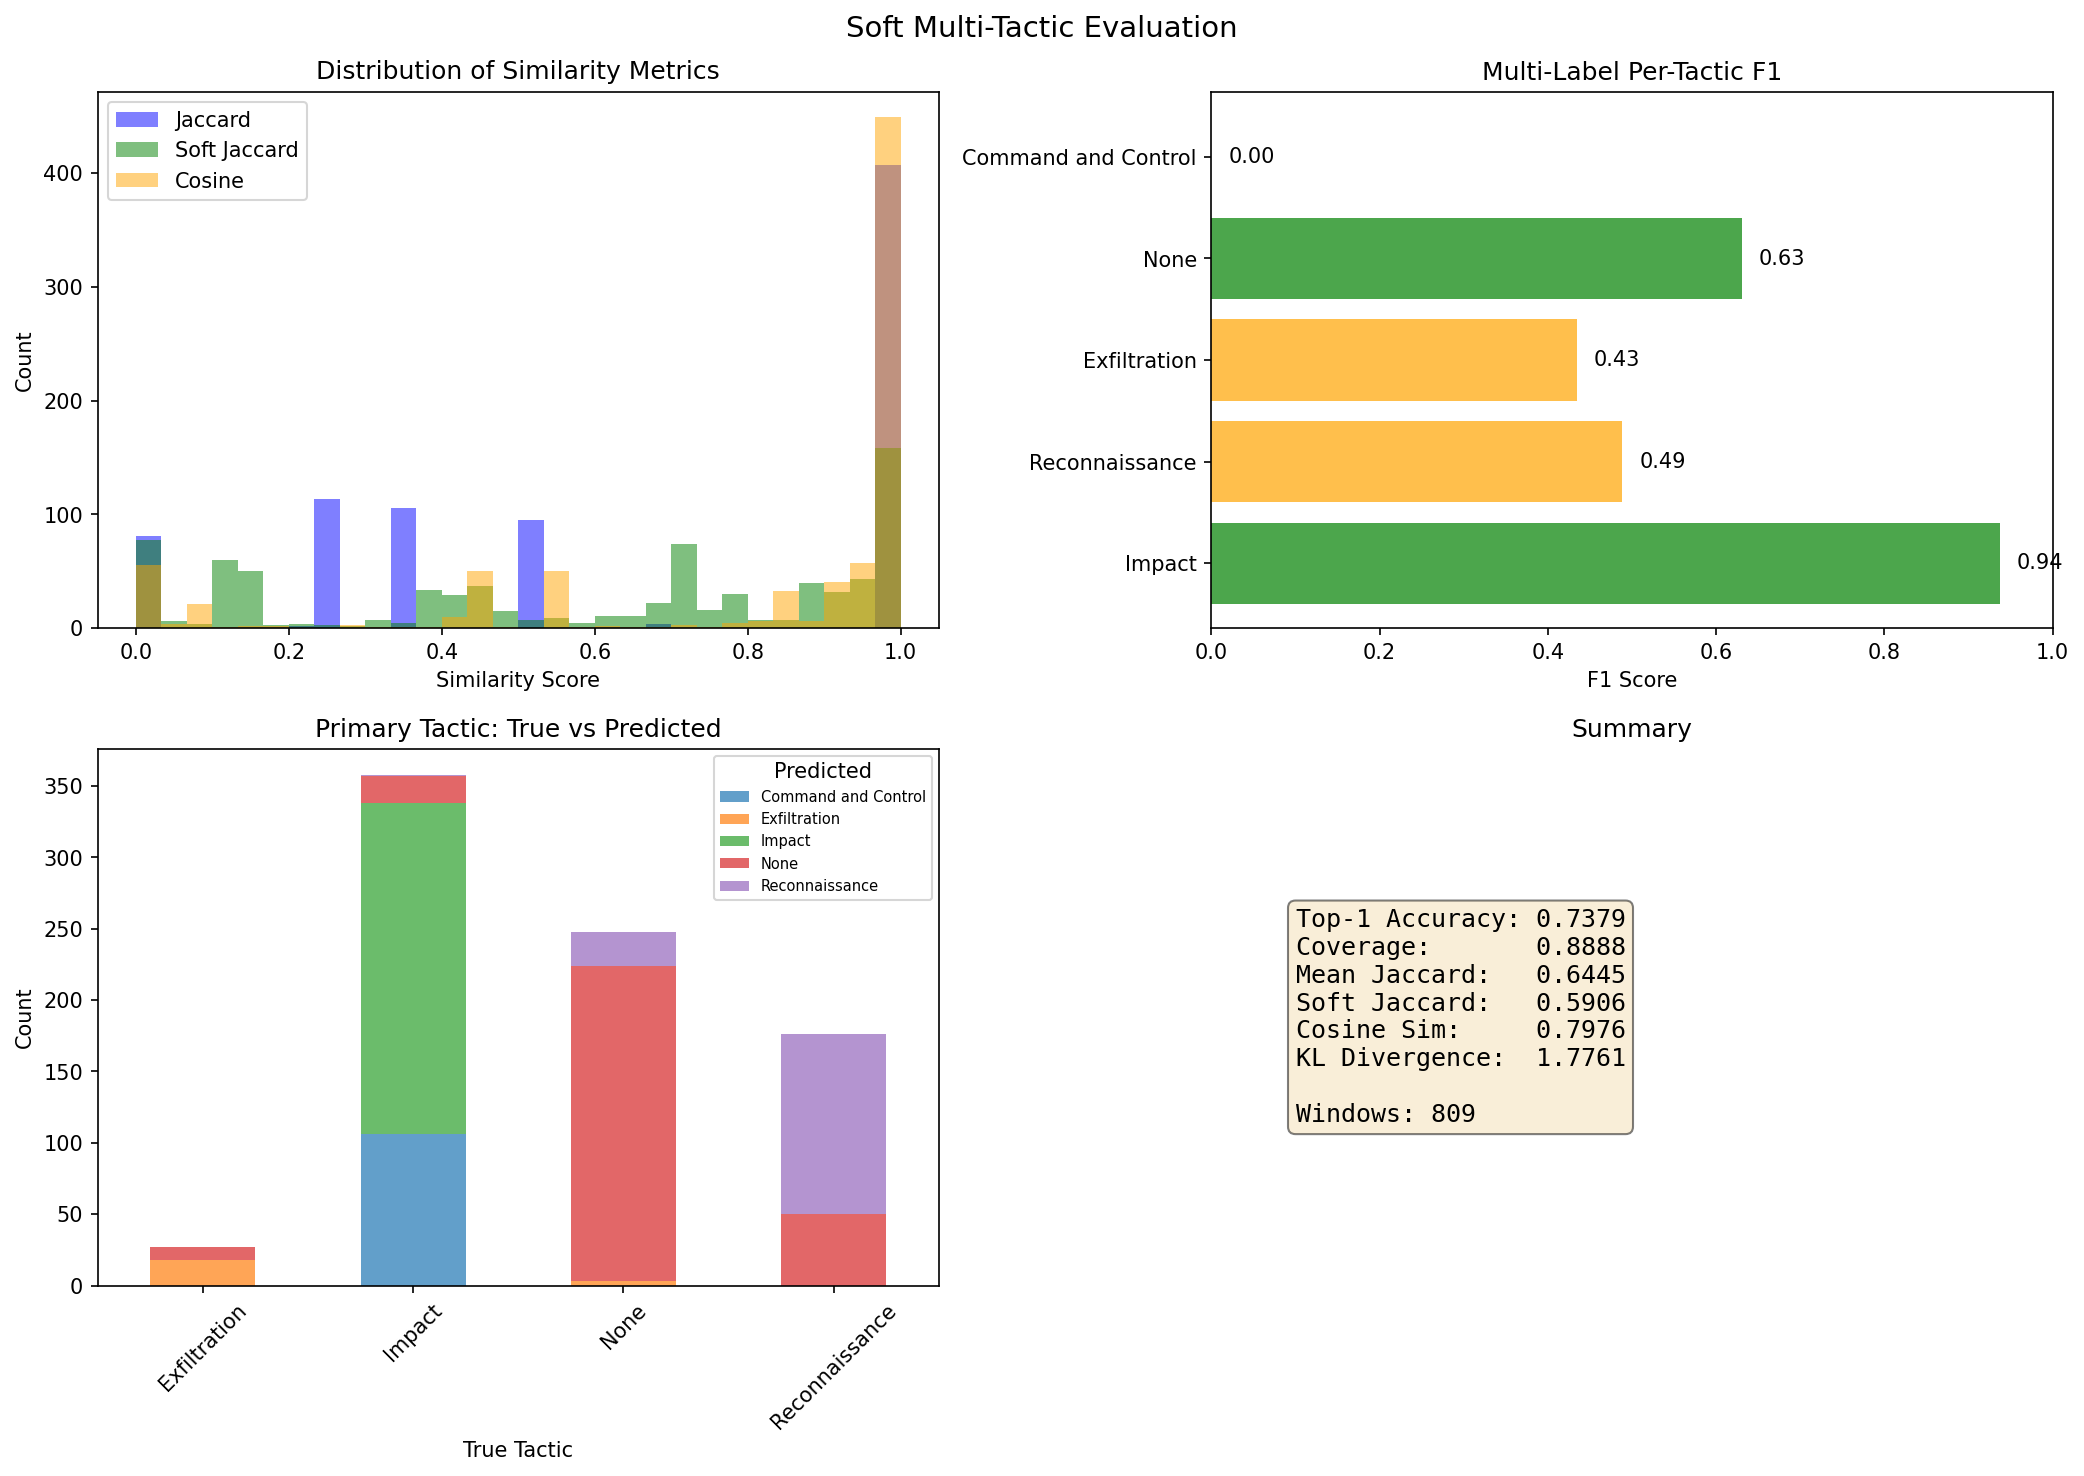 Soft Multi-Tactic Evaluation
Distribution of Similarity Metrics
Jaccard
Soft Jaccard
Cosine
Count
400
300
200
100
0
0.0 0.2 0.4 0.6 0.8 1.0
Similarity Score
Multi-Label Per-Tactic F1
Command and Control 0.00
None 0.63
Exfiltration 0.43
Reconnaissance 0.49
Impact 0.94
0.0 0.2 0.4 0.6 0.8 1.0
F1 Score
Primary Tactic: True vs Predicted
Predicted
Command and Control
Exfiltration
Impact
None
Reconnaissance
Count
350
300
250
200
150
100
50
0
Exfiltration Impact None Reconnaissance
True Tactic
Summary
Top-1 Accuracy: 0.7379
Coverage: 0.8888
Mean Jaccard: 0.6445
Soft Jaccard: 0.5906
Cosine Sim: 0.7976
KL Divergence: 1.7761
Windows: 809